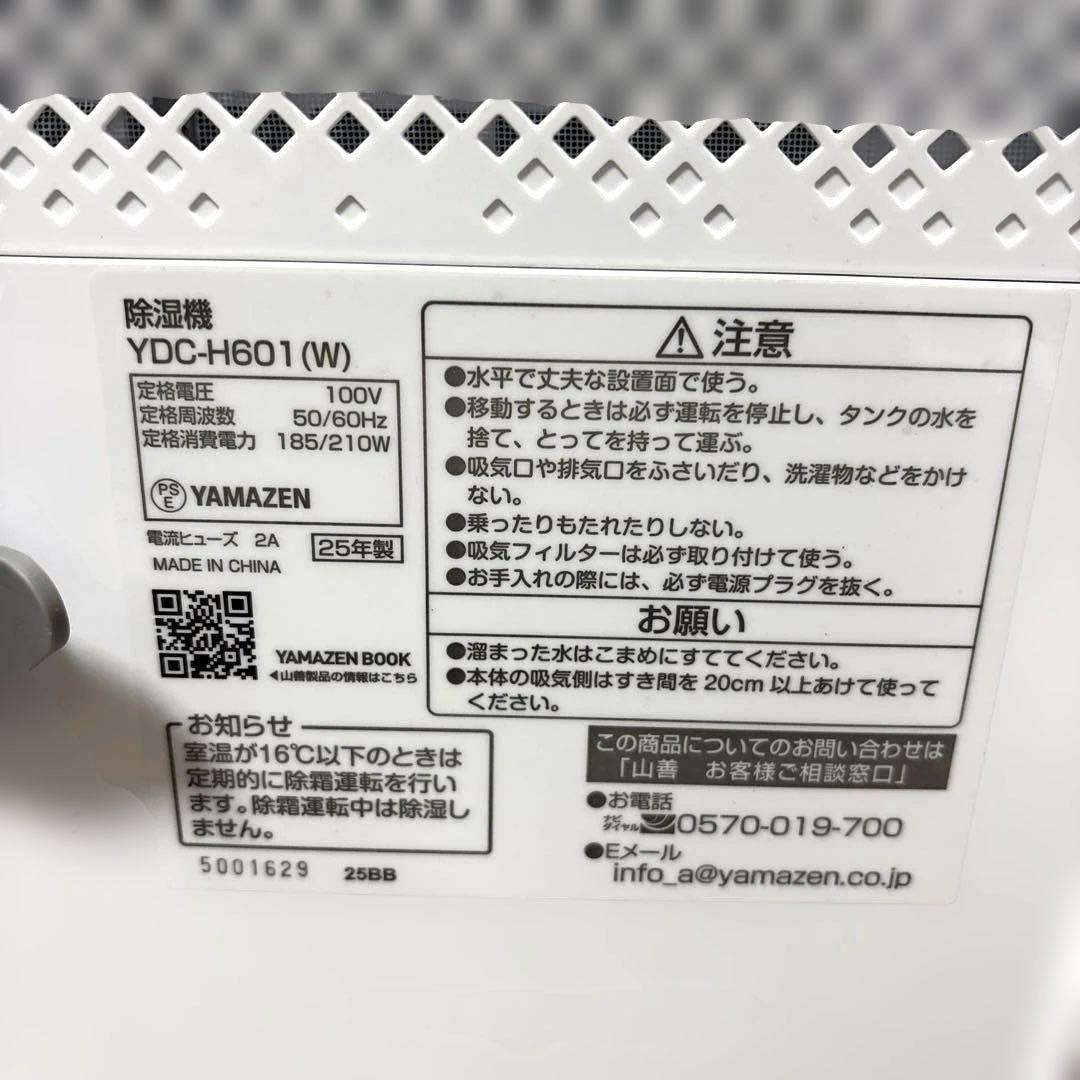 除湿機
YDC-H601(W)
定格電圧 100V
定格周波数 50/60Hz
定格消費電力 185/210W
PS
E
YAMAZEN
電流ヒューズ 2A
25年製
MADE IN CHINA
YAMAZEN BOOK
◀山善製品の情報はこちら
お知らせ
室温が16℃以下のときは
定期的に除霜運転を行い
ます。除霜運転中は除湿し
ません。
5001629 25BB
注意
●水平で丈夫な設置面で使う。
●移動するときは必ず運転を停止し、タンクの水を
捨て、とってを持って運ぶ。
●吸気口や排気口をふさいだり、洗濯物などをかけ
ない。
●乗ったりもたれたりしない。
●吸気フィルターは必ず取り付けて使う。
●お手入れの際には、必ず電源プラグを抜く。
お願い
●溜まった水はこまめにすててください。
●本体の吸気側はすき間を20cm以上あけて使って
ください。
この商品についてのお問い合わせは
「山善 お客様ご相談窓口」
●お電話
ナビ
ダイヤル 0570-019-700
●Eメール
info_a@yamazen.co.jp